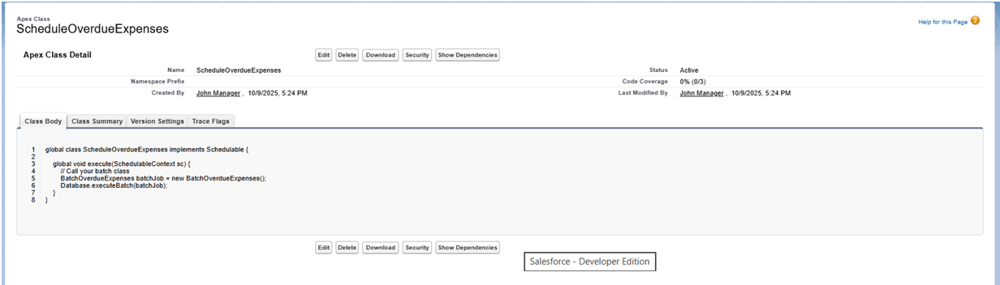 Apex Class
ScheduleOverdueExpenses
Help for this Page ?
Apex Class Detail
Edit Delete Download Security Show Dependencies
Name ScheduleOverdueExpenses Status Active
Namespace Prefix Code Coverage 0% (0/3)
Created By John Manager , 10/9/2025, 5:24 PM Last Modified By John Manager , 10/9/2025, 5:24 PM
Class Body Class Summary Version Settings Trace Flags
1 global class ScheduleOverdueExpenses implements Schedulable {
2
3 global void execute(SchedulableContext sc) {
4 // Call your batch class
5 BatchOverdueExpenses batchJob = new BatchOverdueExpenses();
6 Database.executeBatch(batchJob);
7 }
8 }
Edit Delete Download Security Show Dependencies
Salesforce - Developer Edition